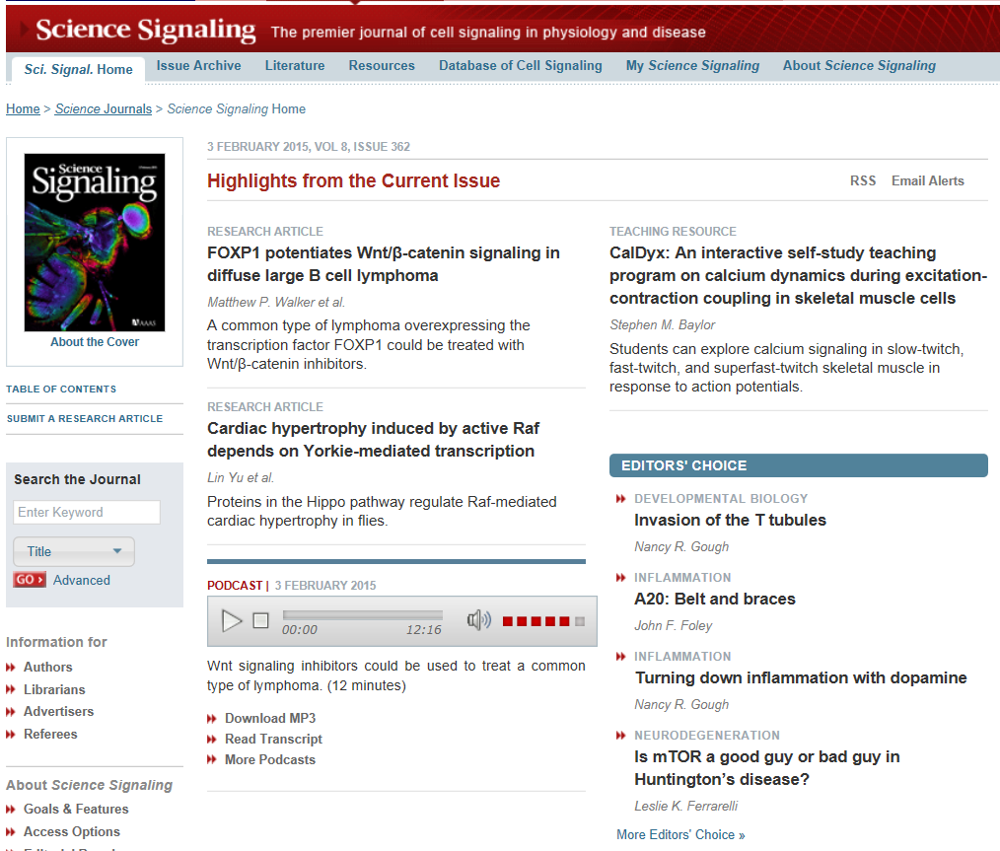 Science Signaling The premier journal of cell signaling in physiology and disease
Sci. Signal. Home Issue Archive Literature Resources Database of Cell Signaling My Science Signaling About Science Signaling
Home > Science Journals > Science Signaling Home
Science
Signaling
AAAS
About the Cover
TABLE OF CONTENTS
SUBMIT A RESEARCH ARTICLE
Search the Journal
Enter Keyword
Title
GO › Advanced
Information for
Authors
Librarians
Advertisers
Referees
About Science Signaling
Goals & Features
Access Options
3 FEBRUARY 2015, VOL 8, ISSUE 362
Highlights from the Current Issue
RSS Email Alerts
RESEARCH ARTICLE
FOXP1 potentiates Wnt/β-catenin signaling in
diffuse large B cell lymphoma
Matthew P. Walker et al.
A common type of lymphoma overexpressing the
transcription factor FOXP1 could be treated with
Wnt/β-catenin inhibitors.
RESEARCH ARTICLE
Cardiac hypertrophy induced by active Raf
depends on Yorkie-mediated transcription
Lin Yu et al.
Proteins in the Hippo pathway regulate Raf-mediated
cardiac hypertrophy in flies.
PODCAST | 3 FEBRUARY 2015
00:00 12:16
Wnt signaling inhibitors could be used to treat a common
type of lymphoma. (12 minutes)
Download MP3
Read Transcript
More Podcasts
TEACHING RESOURCE
CalDyx: An interactive self-study teaching
program on calcium dynamics during excitation-
contraction coupling in skeletal muscle cells
Stephen M. Baylor
Students can explore calcium signaling in slow-twitch,
fast-twitch, and superfast-twitch skeletal muscle in
response to action potentials.
EDITORS' CHOICE
DEVELOPMENTAL BIOLOGY
Invasion of the T tubules
Nancy R. Gough
INFLAMMATION
A20: Belt and braces
John F. Foley
INFLAMMATION
Turning down inflammation with dopamine
Nancy R. Gough
NEURODEGENERATION
Is mTOR a good guy or bad guy in
Huntington's disease?
Leslie K. Ferrarelli
More Editors' Choice »